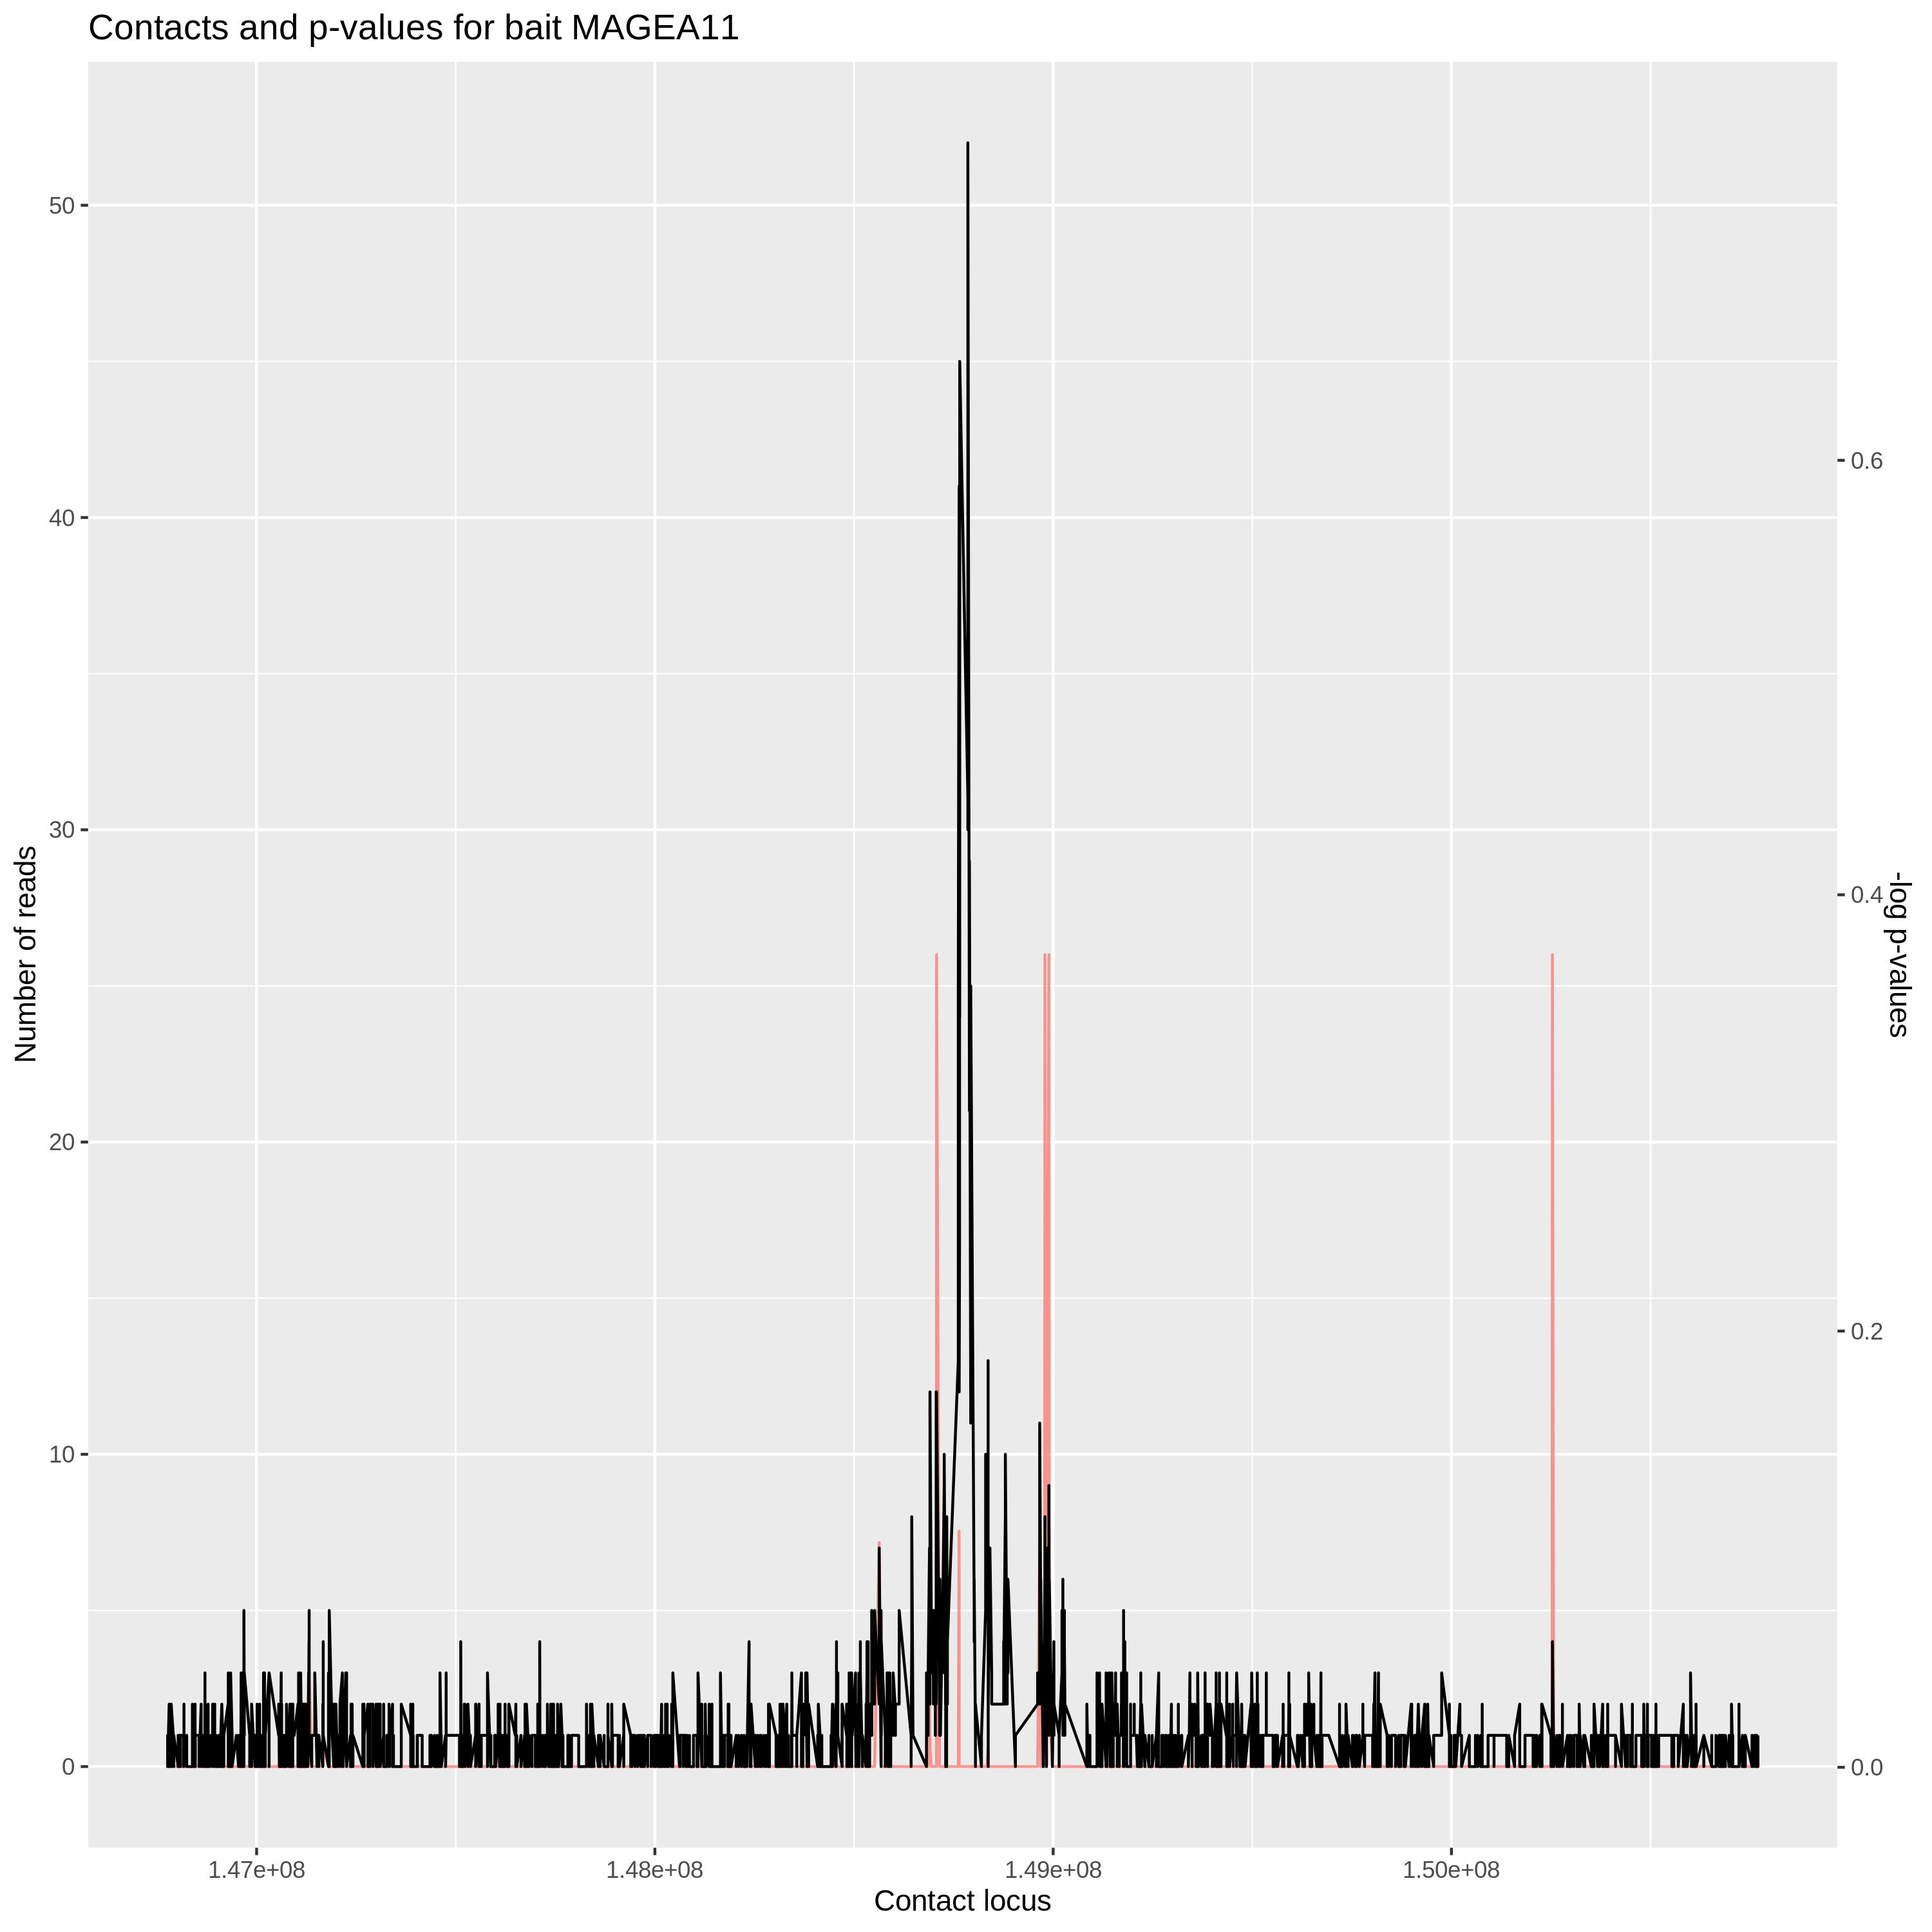 Contacts and p-values for bait MAGEA11
50
40
30
20
10
0
Number of reads
0.6
0.4
0.2
0.0
-log p-values
1.47e+08
1.48e+08
1.49e+08
1.50e+08
Contact locus